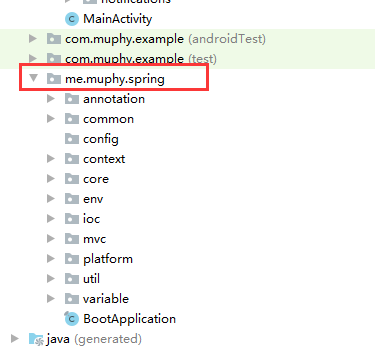 notifications
MainActivity
com.muphy.example (androidTest)
com.muphy.example (test)
me.muphy.spring
annotation
common
config
context
core
env
ioc
mvc
platform
util
variable
BootApplication
java (generated)